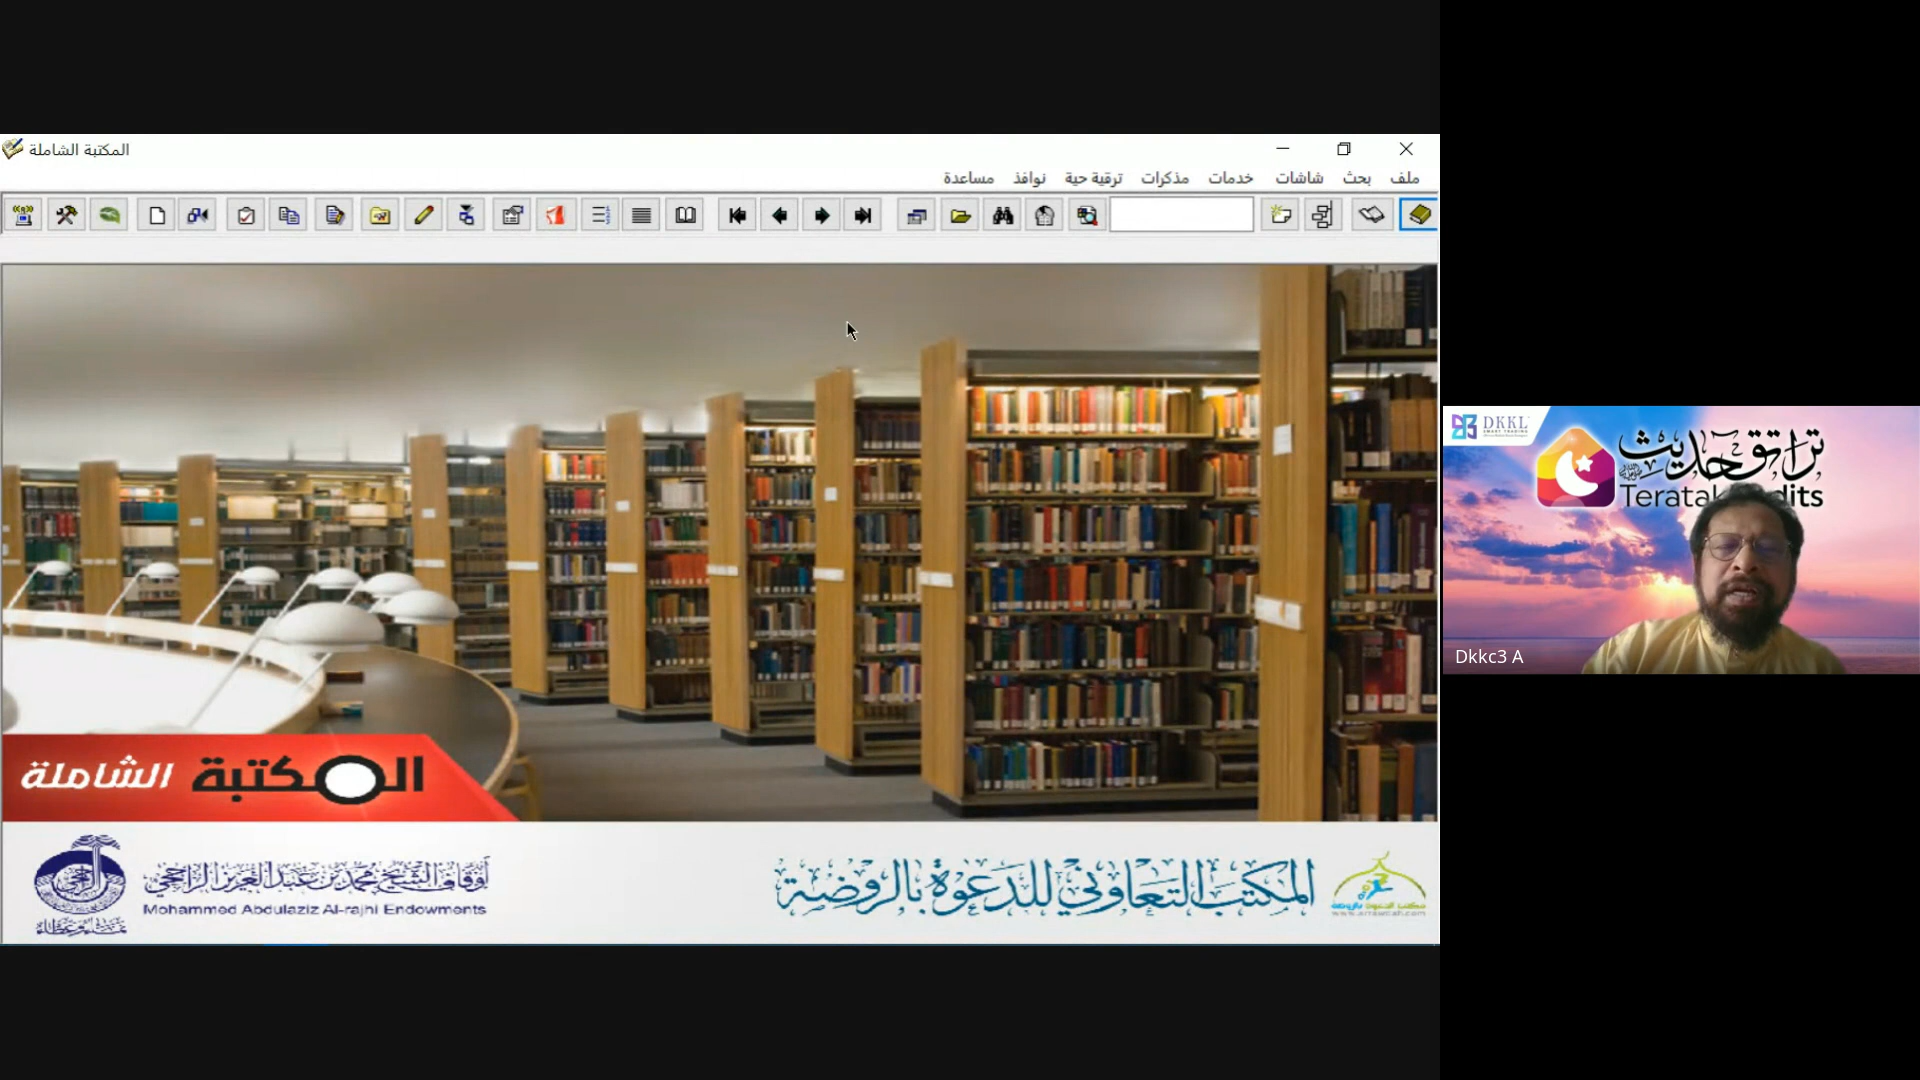 المكتبة الشاملة
ملف بحث شاشات خدمات مذكرات ترقية حية نوافذ مساعدة
المكتبة الشاملة
أوقاف الشيخ محمد بن عبد العزيز الراجحي
Mohammed Abdulaziz Al-rajhi Endowments
المكتب التعاوني للدعوة بالروضة
DKKL
تراتق حديث
Teratak
dits
Dkkc3 A